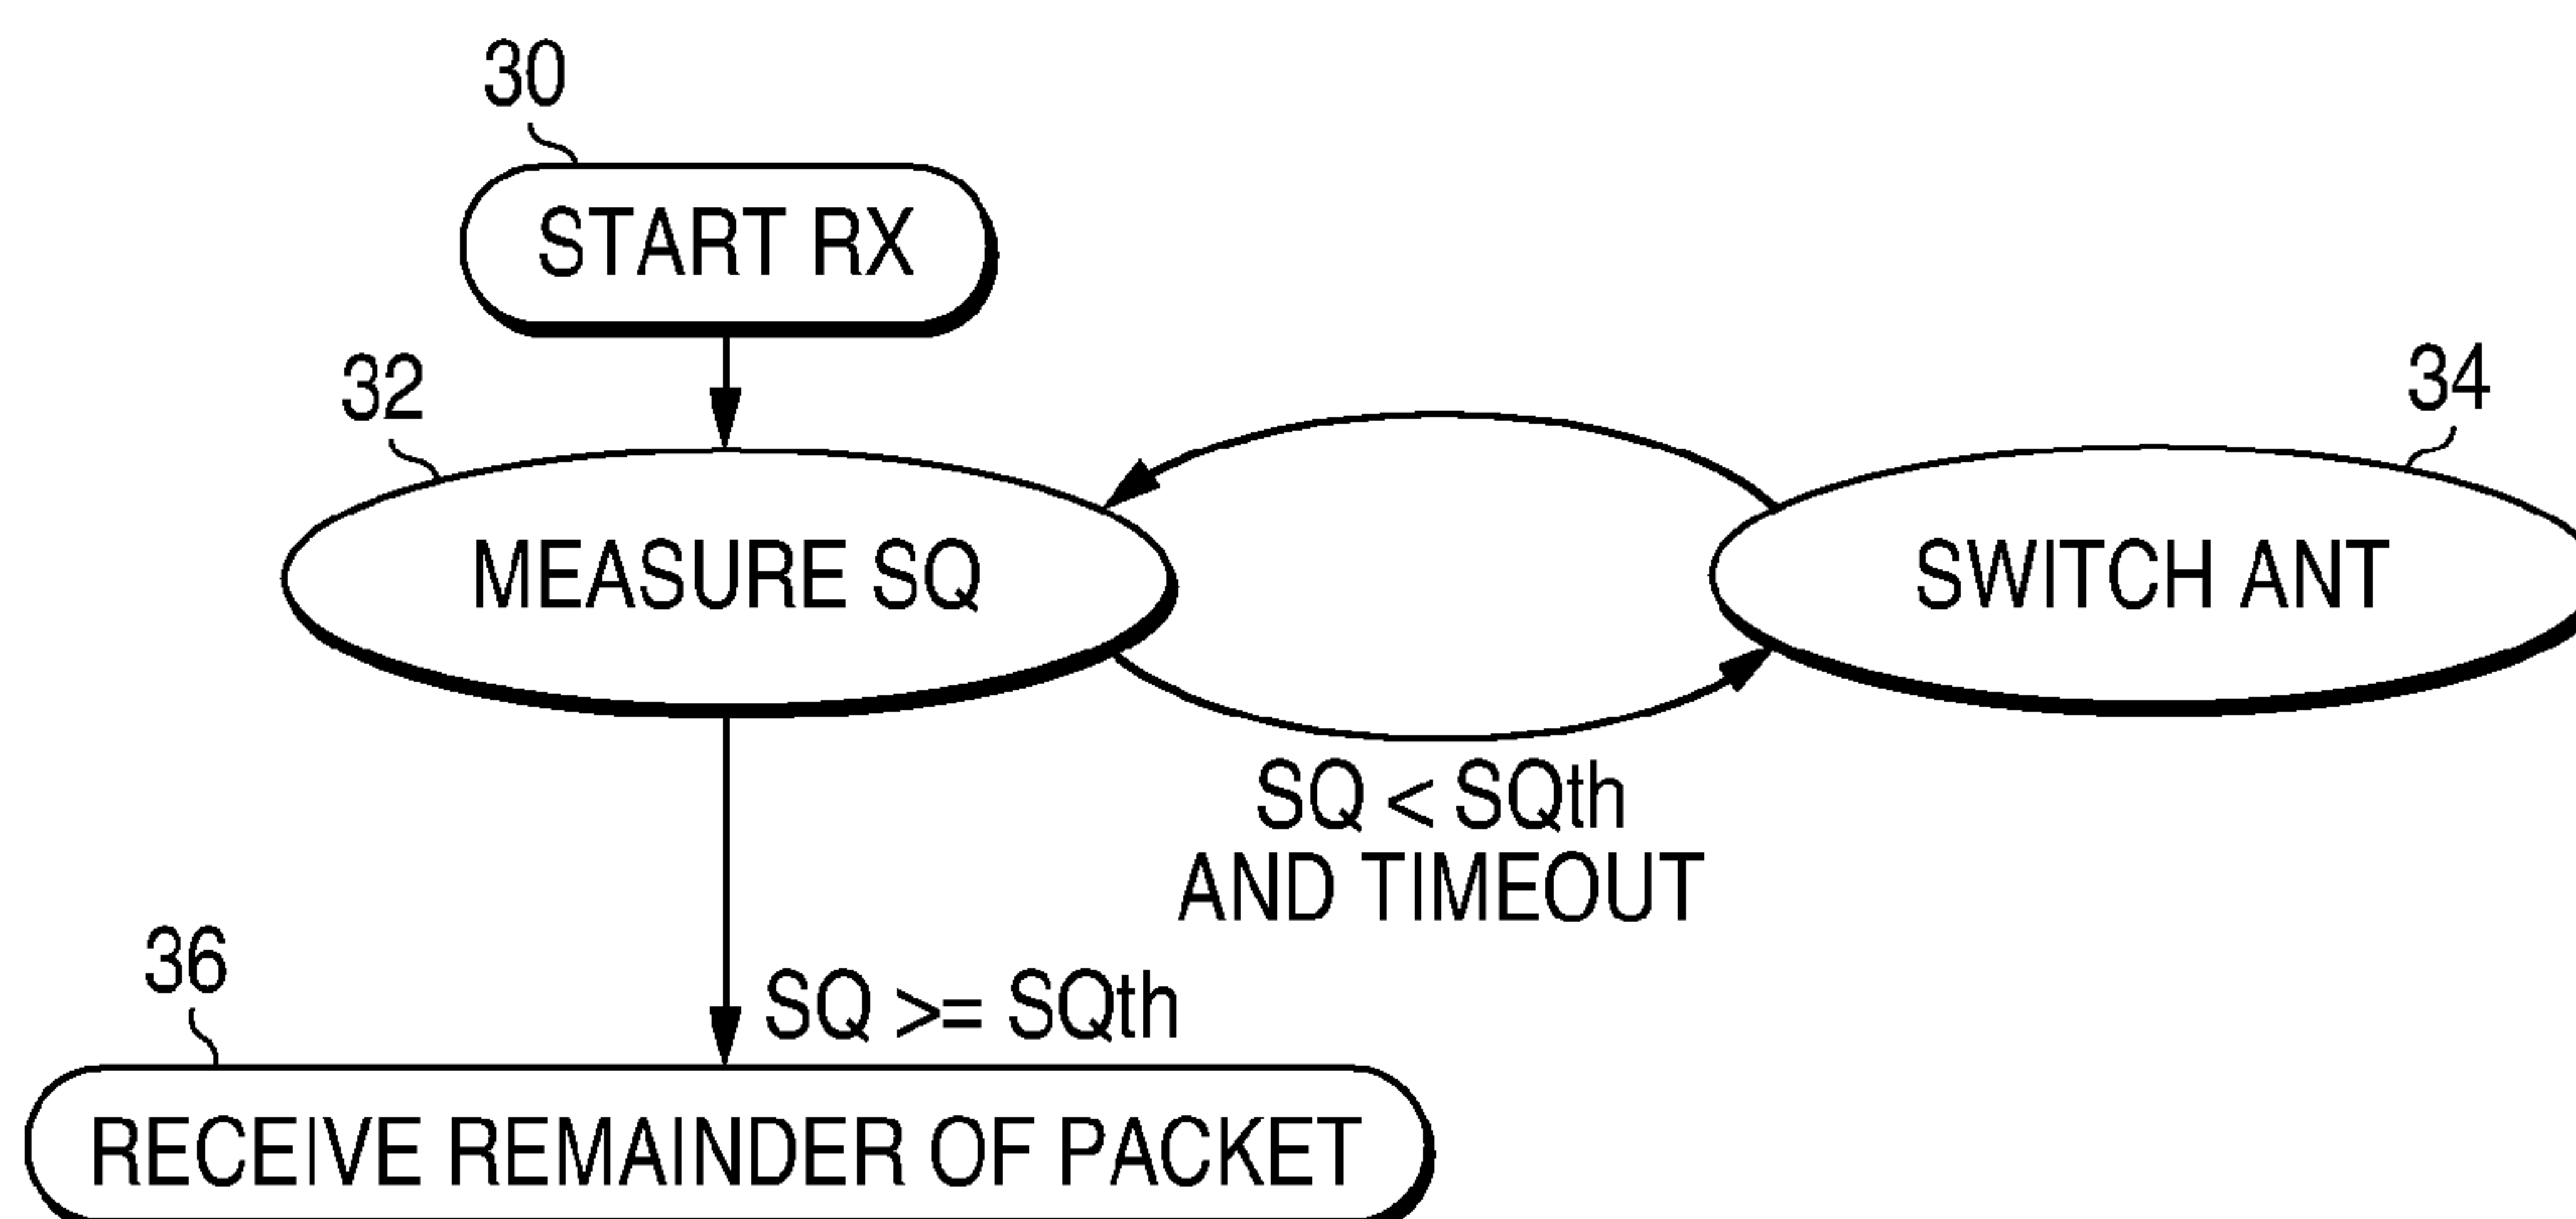 30
START RX
32
34
MEASURE SQ
SWITCH ANT
SQ < SQth
AND TIMEOUT
36
SQ >= SQth
RECEIVE REMAINDER OF PACKET